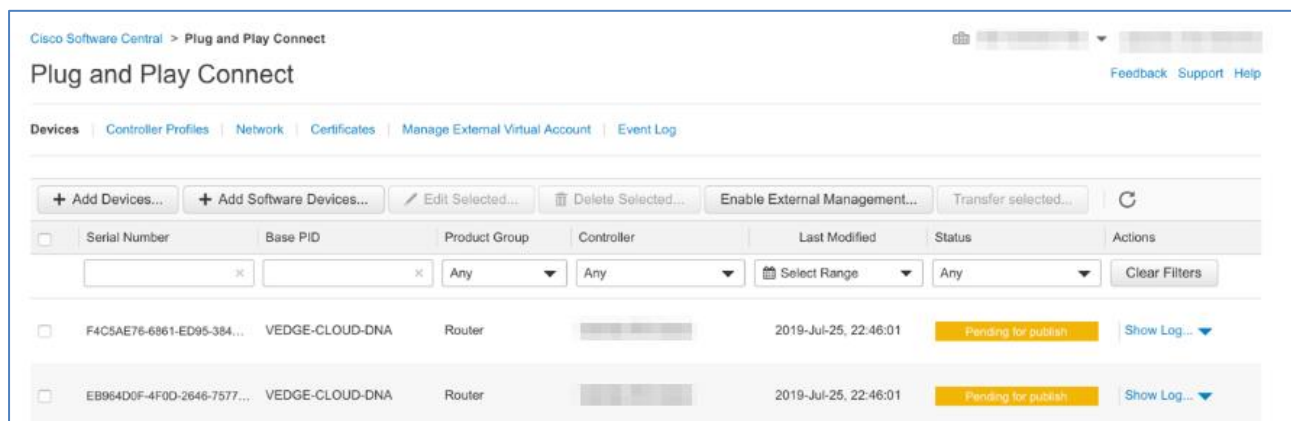 Cisco Software Central > Plug and Play Connect
Plug and Play Connect
Feedback Support Help
Devices | Controller Profiles | Network | Certificates | Manage External Virtual Account | Event Log
+ Add Devices... + Add Software Devices... Edit Selected... Delete Selected... Enable External Management... Transfer selected...
Serial Number Base PID Product Group Controller Last Modified Status Actions
× × Any Any Select Range Any Clear Filters
F4C5AE76-6861-ED95-384... VEDGE-CLOUD-DNA Router 2019-Jul-25, 22:46:01 Pending for publish Show Log...
EB964D0F-4F0D-2646-7577... VEDGE-CLOUD-DNA Router 2019-Jul-25, 22:46:01 Pending for publish Show Log...